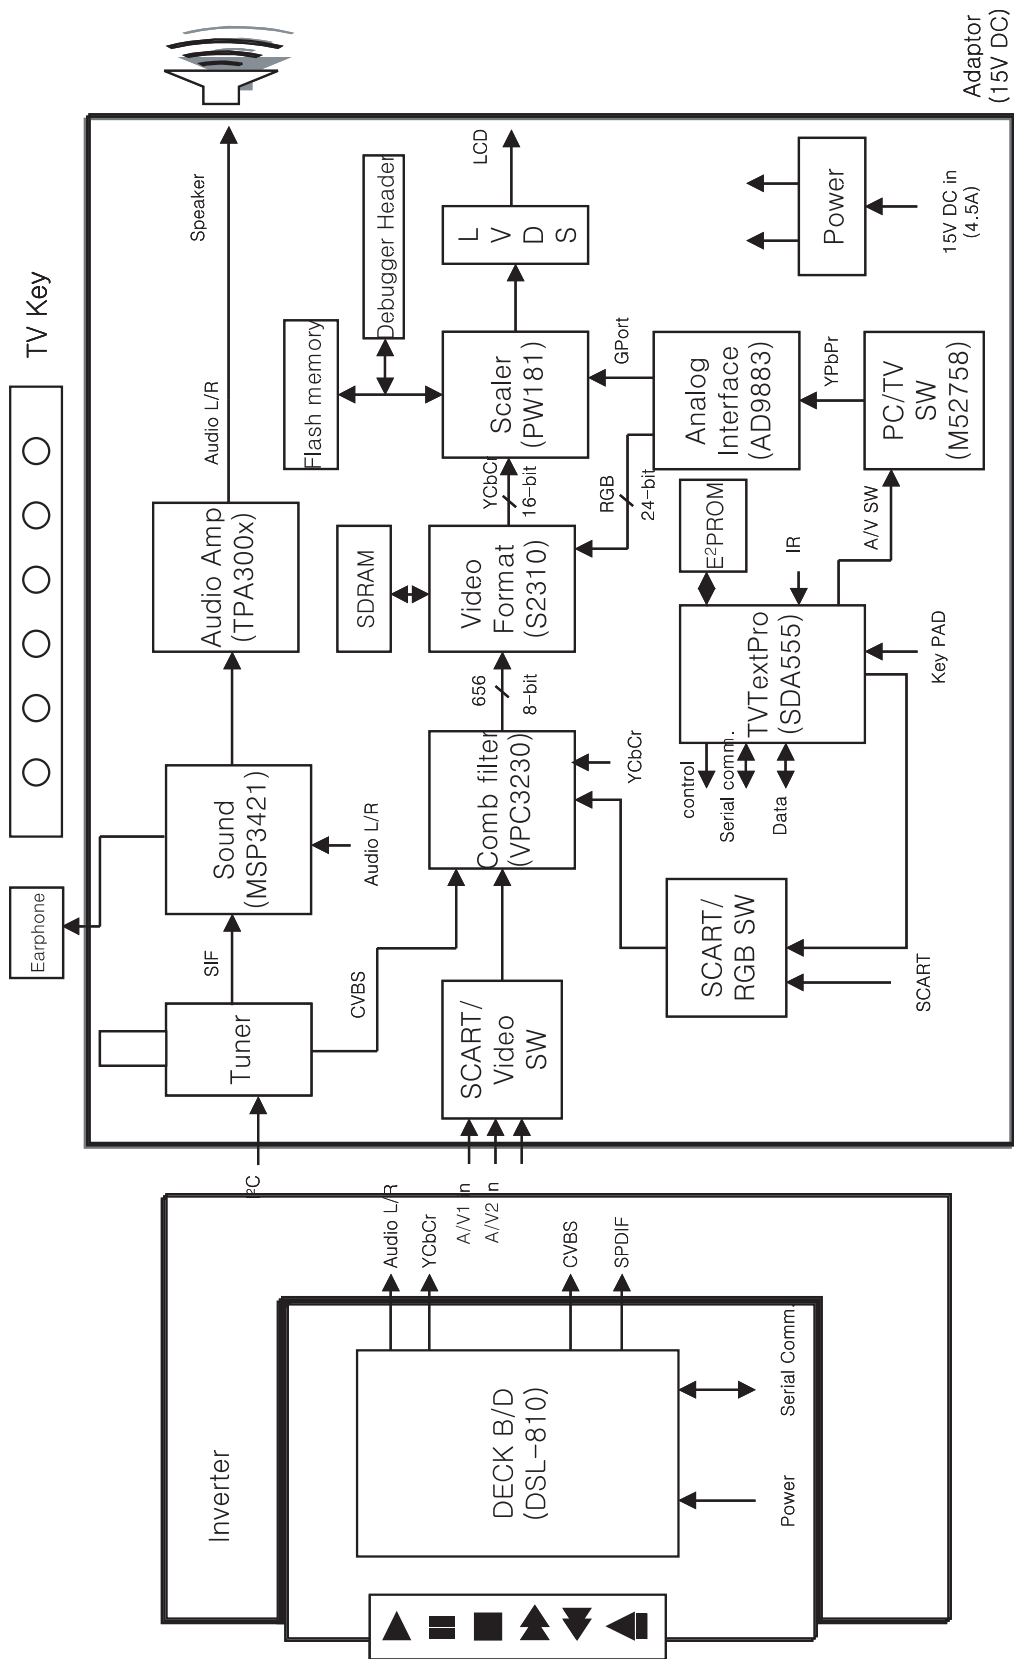 TV Key
Earphone
Tuner
I²C
SIF
Sound
(MSP3421)
Audio L/R
Audio Amp
(TPA300x)
Audio L/R
Speaker
CVBS
SCART/
Video
SW
Comb filter
(VPC3230)
YCbCr
656
8-bit
SDRAM
Video
Format
(S2310)
YCbCr
16-bit
Flash memory
Debugger Header
Scaler
(PW181)
L
V
D
S
LCD
RGB
24-bit
GPort
Analog
Interface
(AD9883)
YPbPr
PC/TV
SW
(M52758)
A/V SW
E²PROM
IR
TVTextPro
(SDA555)
Key PAD
control
Serial comm.
Data
SCART/
RGB SW
SCART
Power
15V DC in
(4.5A)
Adaptor
(15V DC)
Inverter
Audio L/R
YCbCr
A/V1 n
A/V2 n
CVBS
SPDIF
DECK B/D
(DSL-810)
Power
Serial Comm.